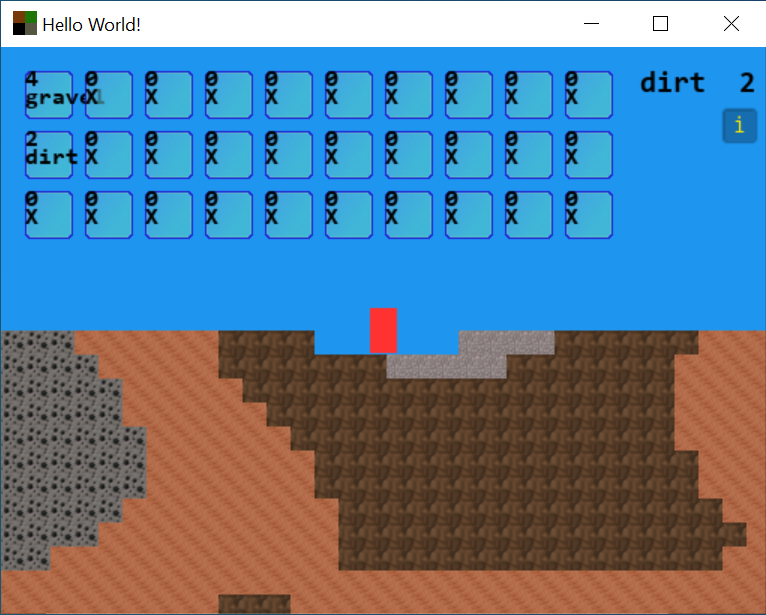 Hello World!
4 0 0 0 0 0 0 0 0 0 dirt 2
gravel X X X X X X X X X
i
2 0 0 0 0 0 0 0 0 0
dirt X X X X X X X X X
0 0 0 0 0 0 0 0 0 0
X X X X X X X X X X